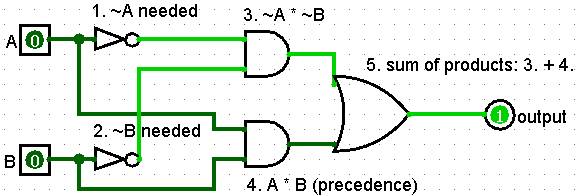 1. ~A needed
3. ~A * ~B
A
0
5. sum of products: 3. + 4.
1
output
2. ~B needed
B
0
4. A * B (precedence)